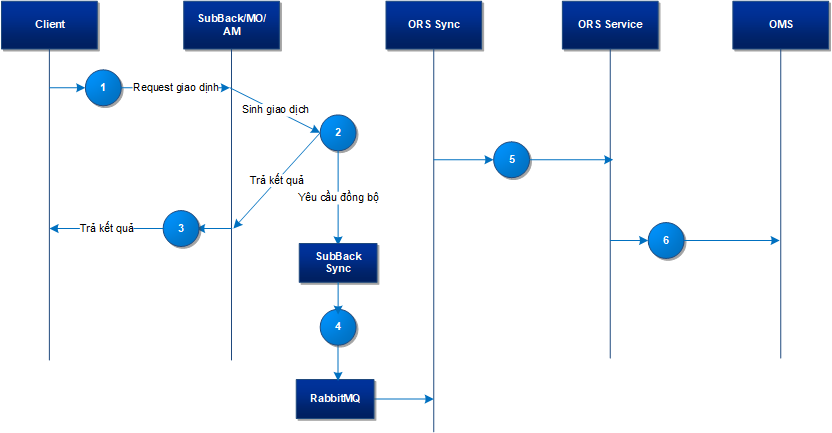 Client
SubBack/MO/
AM
ORS Sync
ORS Service
OMS
1
Request giao dịnh
Sinh giao dịch
2
5
Trả kết quả
Yêu cầu đồng bộ
Trả kết quả
3
6
SubBack
Sync
4
RabbitMQ